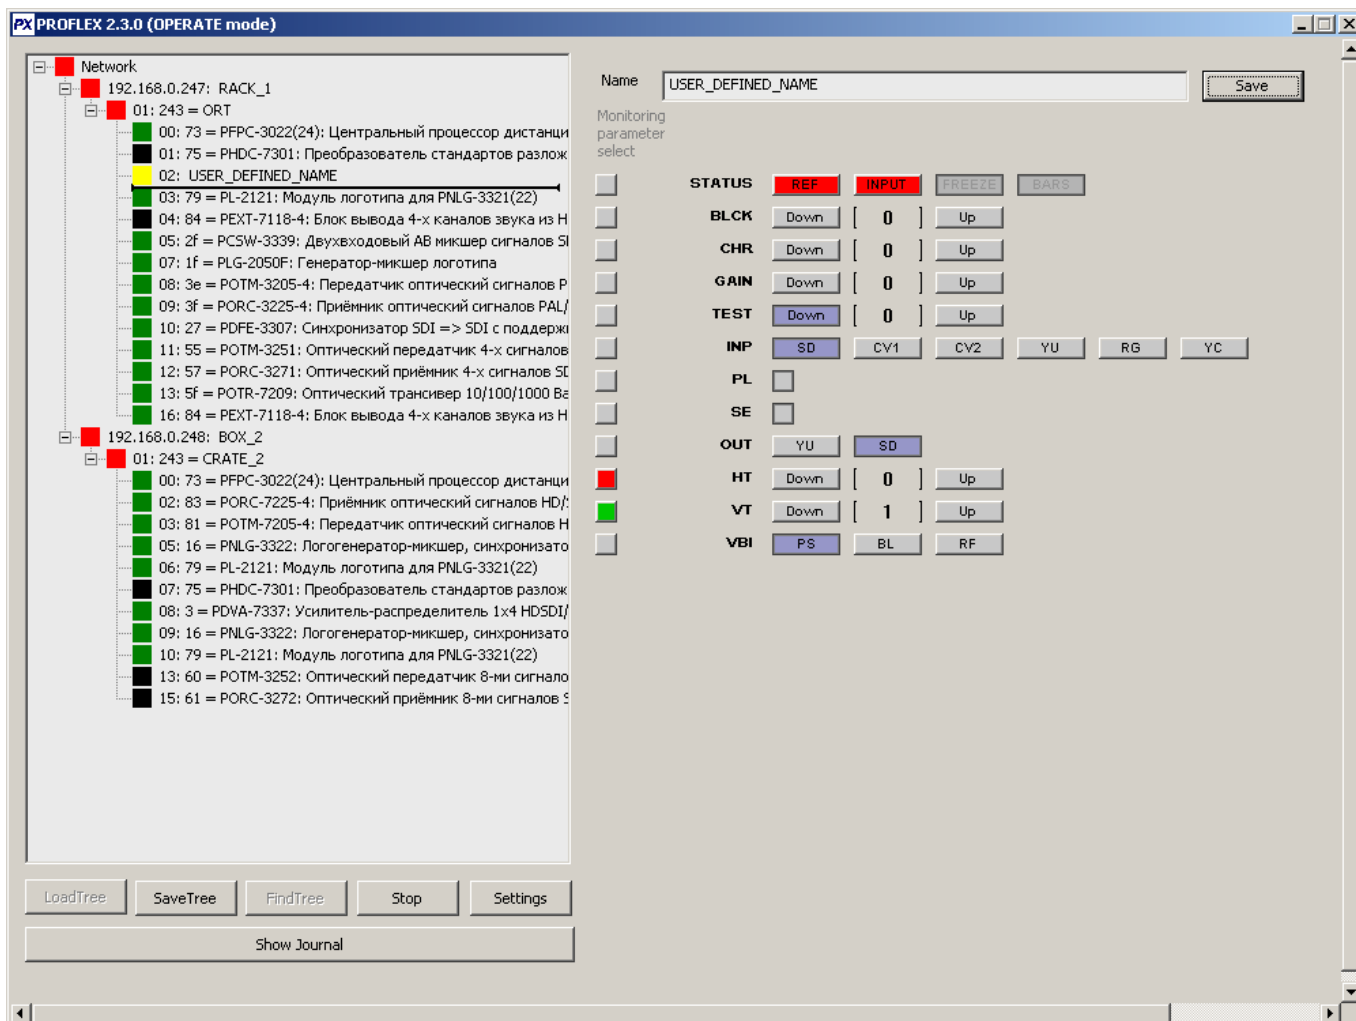 PX PROFLEX 2.3.0 (OPERATE mode)
Network
192.168.0.247: RACK_1
01: 243 = ORT
00: 73 = PFPC-3022(24): Центральный процессор дистанци
01: 75 = PHDC-7301: Преобразователь стандартов разлож
02: USER_DEFINED_NAME
03: 79 = PL-2121: Модуль логотипа для PNLG-3321(22)
04: 84 = PEXT-7118-4: Блок вывода 4-х каналов звука из H
05: 2f = PCSW-3339: Двухвходовый AB микшер сигналов SI
07: 1f = PLG-2050F: Генератор-микшер логотипа
08: 3e = POTM-3205-4: Передатчик оптический сигналов P
09: 3f = PORC-3225-4: Приёмник оптический сигналов PAL/
10: 27 = PDFE-3307: Синхронизатор SDI => SDI с поддержк
11: 55 = POTM-3251: Оптический передатчик 4-х сигналов
12: 57 = PORC-3271: Оптический приёмник 4-х сигналов SD
13: 5f = POTR-7209: Оптический трансивер 10/100/1000 Ba
16: 84 = PEXT-7118-4: Блок вывода 4-х каналов звука из H
192.168.0.248: BOX_2
01: 243 = CRATE_2
00: 73 = PFPC-3022(24): Центральный процессор дистанци
02: 83 = PORC-7225-4: Приёмник оптический сигналов HD/S
03: 81 = POTM-7205-4: Передатчик оптический сигналов H
05: 16 = PNLG-3322: Логогенератор-микшер, синхронизато
06: 79 = PL-2121: Модуль логотипа для PNLG-3321(22)
07: 75 = PHDC-7301: Преобразователь стандартов разлож
08: 3 = PDVA-7337: Усилитель-распределитель 1x4 HDSDI/
09: 16 = PNLG-3322: Логогенератор-микшер, синхронизато
10: 79 = PL-2121: Модуль логотипа для PNLG-3321(22)
13: 60 = POTM-3252: Оптический передатчик 8-ми сигнало
15: 61 = PORC-3272: Оптический приёмник 8-ми сигналов S
LoadTree SaveTree FindTree Stop Settings
Show Journal
Name USER_DEFINED_NAME Save
Monitoring
parameter
select
STATUS REF INPUT FREEZE BARS
BLCK Down [ 0 ] Up
CHR Down [ 0 ] Up
GAIN Down [ 0 ] Up
TEST Down [ 0 ] Up
INP SD CV1 CV2 YU RG YC
PL
SE
OUT YU SD
HT Down [ 0 ] Up
VT Down [ 1 ] Up
VBI PS BL RF